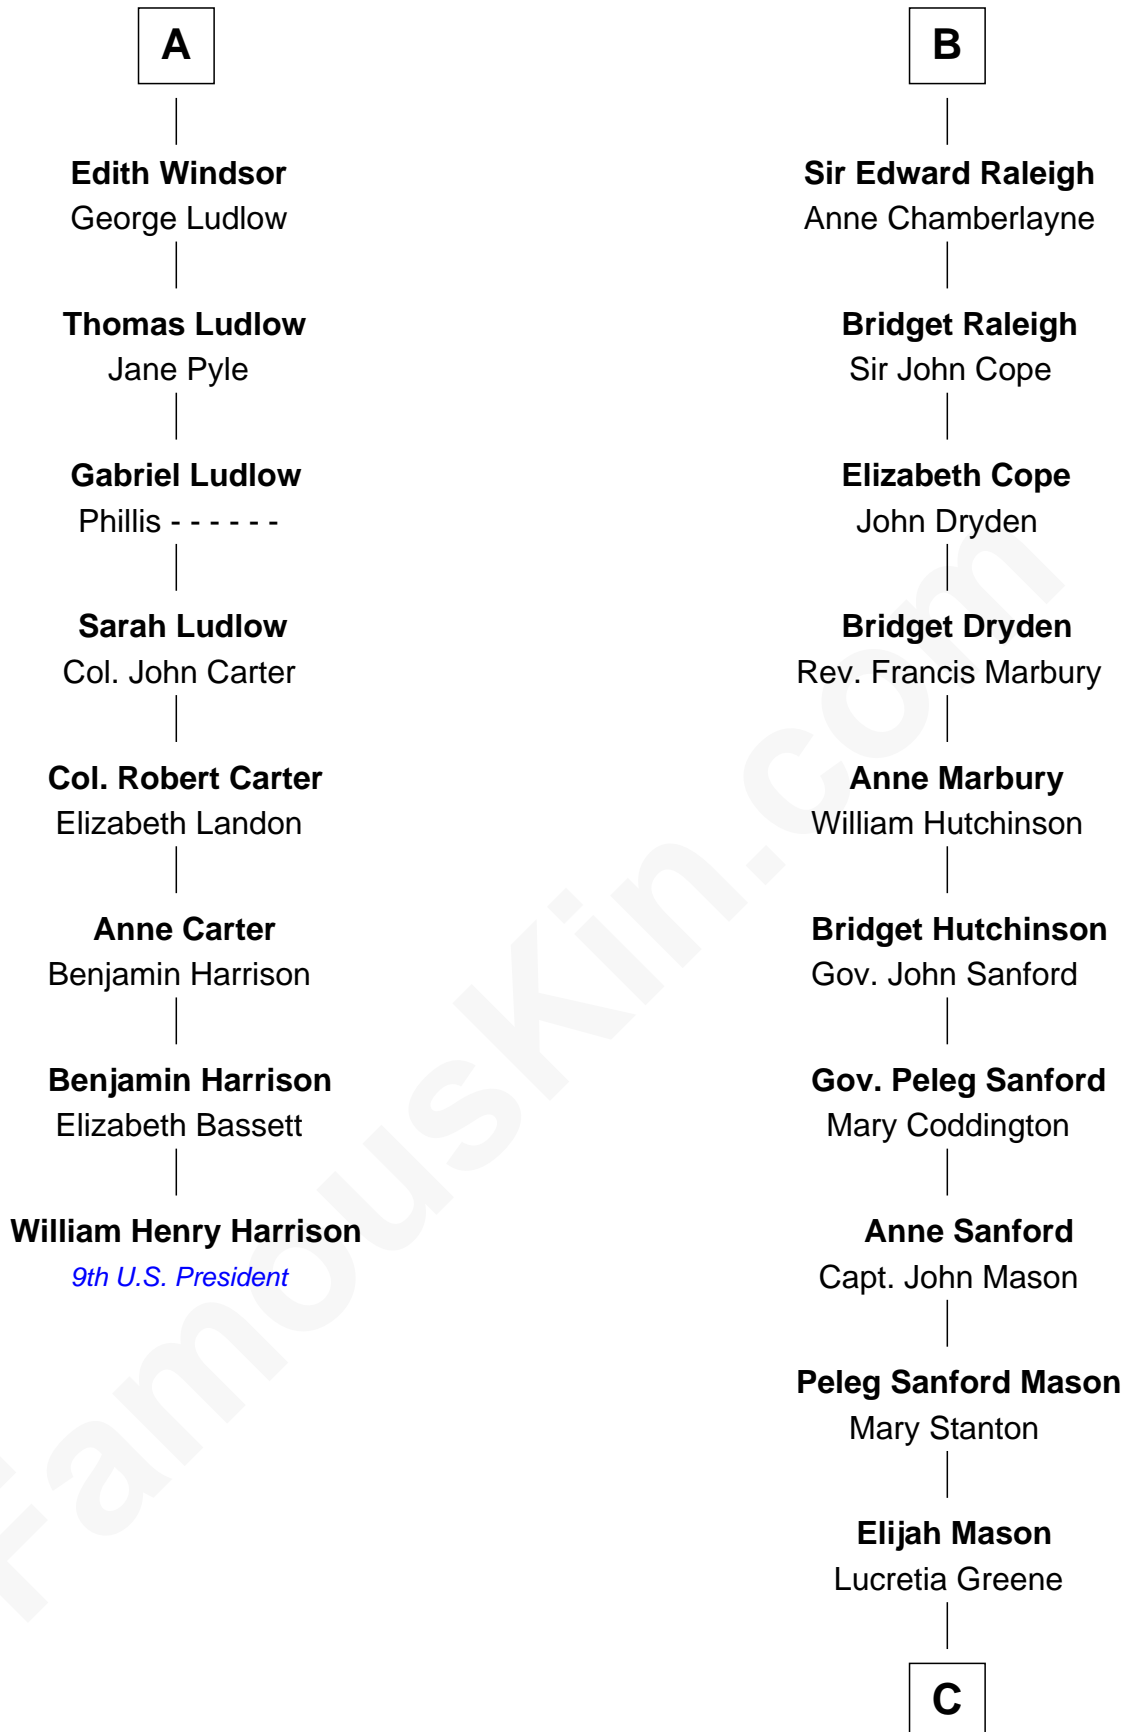 A
Edith Windsor
George Ludlow
Thomas Ludlow
Jane Pyle
Gabriel Ludlow
Phillis - - - - - -
Sarah Ludlow
Col. John Carter
Col. Robert Carter
Elizabeth Landon
Anne Carter
Benjamin Harrison
Benjamin Harrison
Elizabeth Bassett
William Henry Harrison
9th U.S. President
B
Sir Edward Raleigh
Anne Chamberlayne
Bridget Raleigh
Sir John Cope
Elizabeth Cope
John Dryden
Bridget Dryden
Rev. Francis Marbury
Anne Marbury
William Hutchinson
Bridget Hutchinson
Gov. John Sanford
Gov. Peleg Sanford
Mary Coddington
Anne Sanford
Capt. John Mason
Peleg Sanford Mason
Mary Stanton
Elijah Mason
Lucretia Greene
C
FamousKin.com